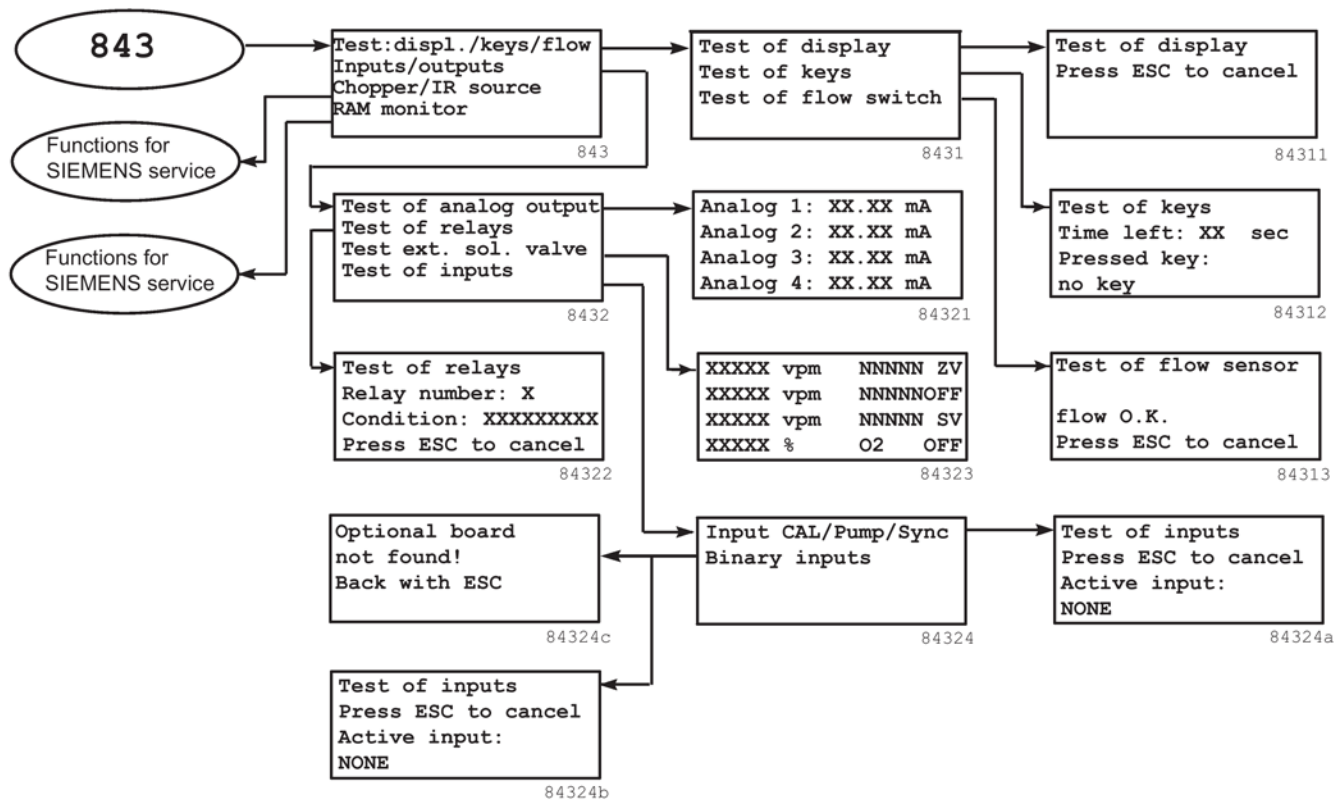 843
Test:displ./keys/flow
Inputs/outputs
Chopper/IR source
RAM monitor
843
Test of display
Test of keys
Test of flow switch
8431
Test of display
Press ESC to cancel
84311
Functions for
SIEMENS service
Functions for
SIEMENS service
Test of analog output
Test of relays
Test ext. sol. valve
Test of inputs
8432
Analog 1: XX.XX mA
Analog 2: XX.XX mA
Analog 3: XX.XX mA
Analog 4: XX.XX mA
84321
Test of keys
Time left: XX sec
Pressed key:
no key
84312
Test of relays
Relay number: X
Condition: XXXXXXXXX
Press ESC to cancel
84322
XXXXX vpm NNNNN ZV
XXXXX vpm NNNNNOFF
XXXXX vpm NNNNN SV
XXXXX % O2 OFF
84323
Test of flow sensor
flow O.K.
Press ESC to cancel
84313
Optional board
not found!
Back with ESC
84324c
Input CAL/Pump/Sync
Binary inputs
84324
Test of inputs
Press ESC to cancel
Active input:
NONE
84324a
Test of inputs
Press ESC to cancel
Active input:
NONE
84324b